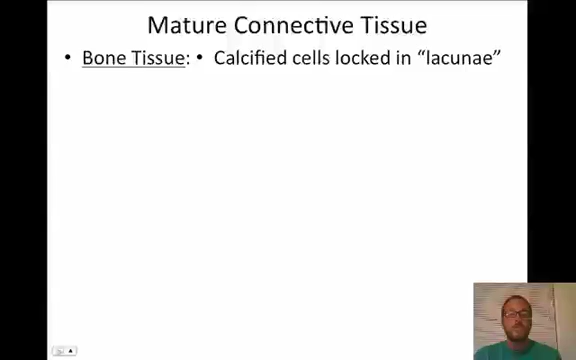 Mature Connective Tissue
• Bone Tissue: • Calcified cells locked in “lacunae”